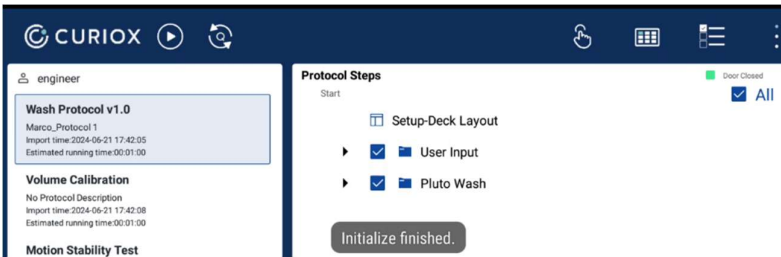 CURIOX
engineer
Wash Protocol v1.0
Marco_Protocol 1
Import time:2024-06-21 17:42:05
Estimated running time:00:01:00
Volume Calibration
No Protocol Description
Import time:2024-06-21 17:42:08
Estimated running time:00:01:00
Motion Stability Test
Protocol Steps
Door Closed
Start
All
Setup-Deck Layout
User Input
Pluto Wash
Initialize finished.